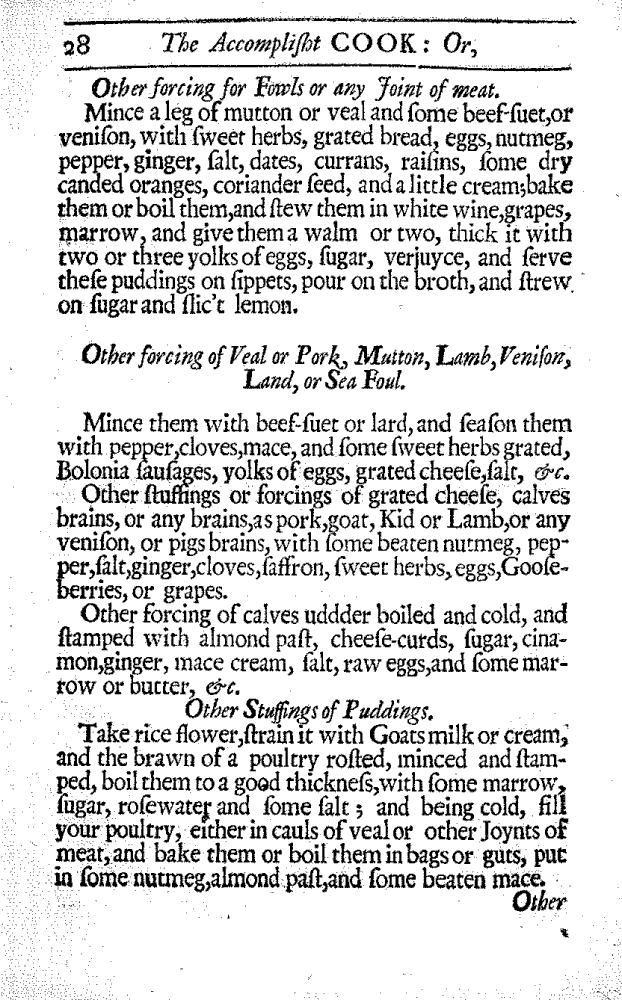 28 The Accompliſht COOK: Or,
Other forcing for Fowls or any Joint of meat.
Mince a leg of mutton or veal and ſome beef-ſuet,or
veniſon, with ſweet herbs, grated bread, eggs, nutmeg,
pepper, ginger, ſalt, dates, currans, raiſins, ſome dry
canded oranges, coriander ſeed, and a little cream;bake
them or boil them,and ſtew them in white wine,grapes,
marrow, and give them a walm or two, thick it with
two or three yolks of eggs, ſugar, verjuyce, and ſerve
theſe puddings on ſippets, pour on the broth, and ſtrew
on ſugar and ſlic't lemon.
Other forcing of Veal or Pork, Mutton, Lamb, Veniſon,
Land, or Sea Foul.
Mince them with beef-ſuet or lard, and ſeaſon them
with pepper,cloves,mace, and ſome ſweet herbs grated,
Bolonia ſauſages, yolks of eggs, grated cheeſe,ſalt, &c.
Other ſtuffings or forcings of grated cheeſe, calves
brains, or any brains,as pork,goat, Kid or Lamb,or any
veniſon, or pigs brains, with ſome beaten nutmeg, pep-
per,ſalt,ginger,cloves,ſaffron, ſweet herbs, eggs,Gooſe-
berries, or grapes.
Other forcing of calves uddder boiled and cold, and
ſtamped with almond paſt, cheeſe-curds, ſugar, cina-
mon,ginger, mace cream, ſalt, raw eggs,and ſome mar-
row or butter, &c.
Other Stuffings of Puddings.
Take rice flower,ſtrain it with Goats milk or cream,
and the brawn of a poultry roſted, minced and ſtam-
ped, boil them to a good thickneſs,with ſome marrow,
ſugar, roſewater and ſome ſalt; and being cold, fill
your poultry, either in cauls of veal or other Joynts of
meat, and bake them or boil them in bags or guts, put
in ſome nutmeg,almond paſt,and ſome beaten mace.
Other